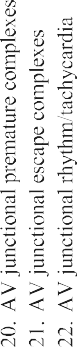 20. AV junctional premature complexes
21. AV junctional escape complexes
22. AV junctional rhythm/tachycardia